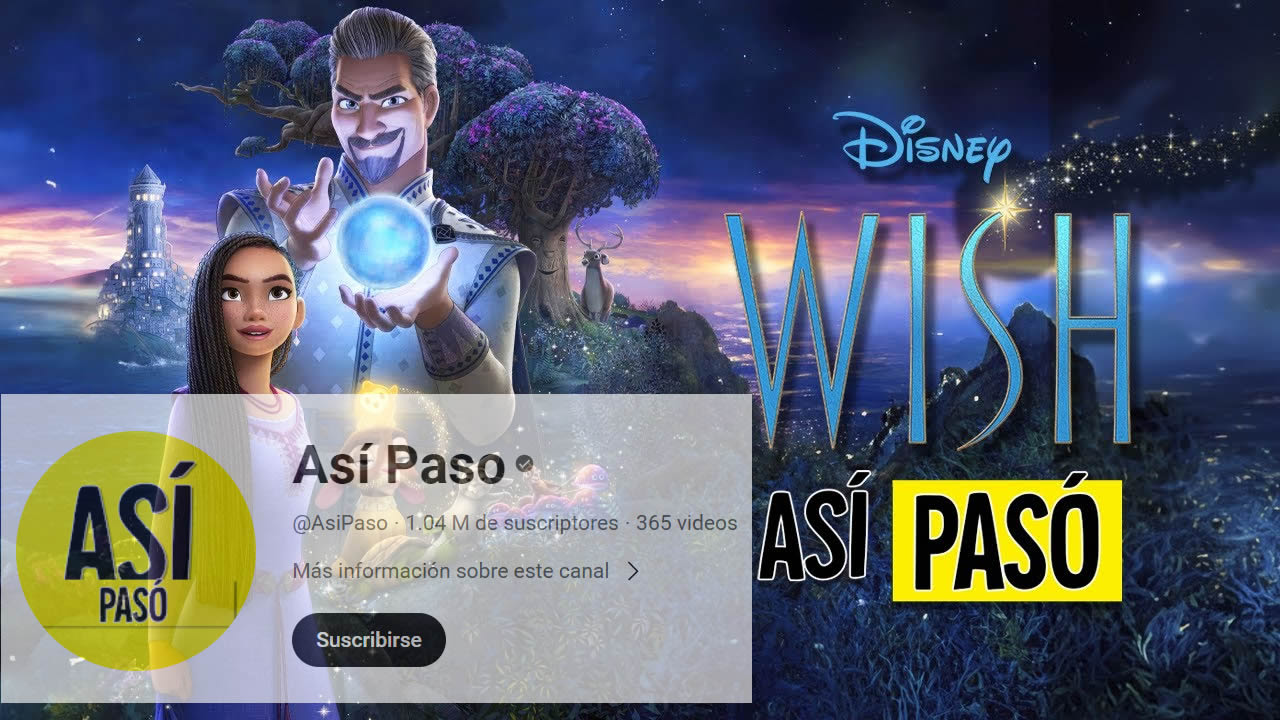 Disney
WISH
ASÍ PASÓ
ASÍ
PASÓ
Así Paso
@AsiPaso · 1.04 M de suscriptores · 365 videos
Más información sobre este canal
Suscribirse